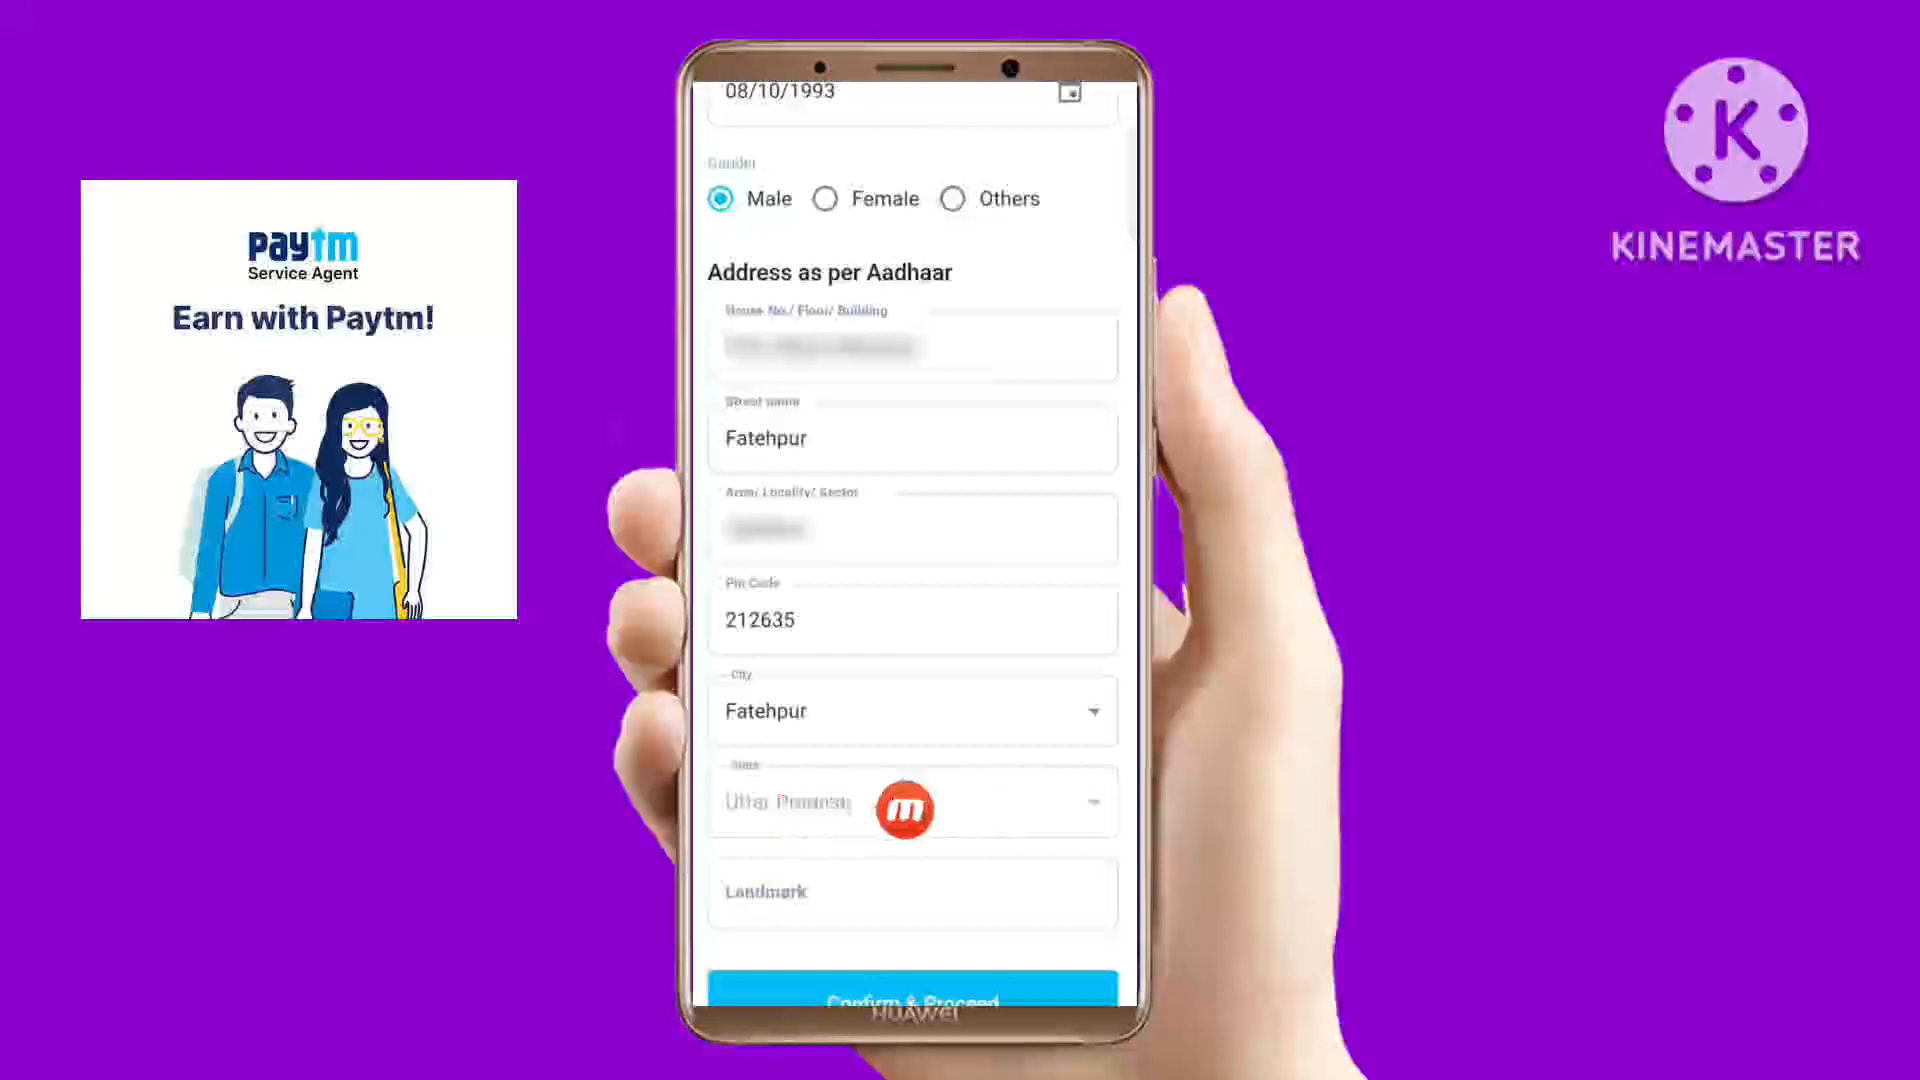 paytm
Service Agent
Earn with Paytm!
08/10/1993
Gender
Male
Female
Others
Address as per Aadhaar
House No./ Floor/ Building
Street name
Fatehpur
Area/ Locality/ Sector
Pin Code
212635
City
Fatehpur
State
Uttar Pradesh
Landmark
Confirm & Proceed
HUAWEI
K
KINEMASTER